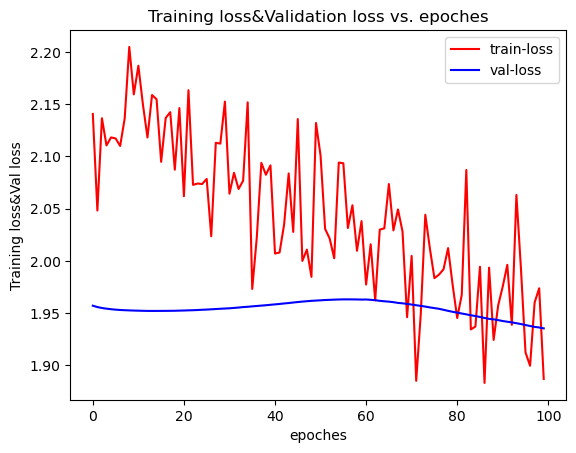 Training loss&Validation loss vs. epoches
train-loss
val-loss
Training loss&Val loss
2.20
2.15
2.10
2.05
2.00
1.95
1.90
0 20 40 60 80 100
epoches